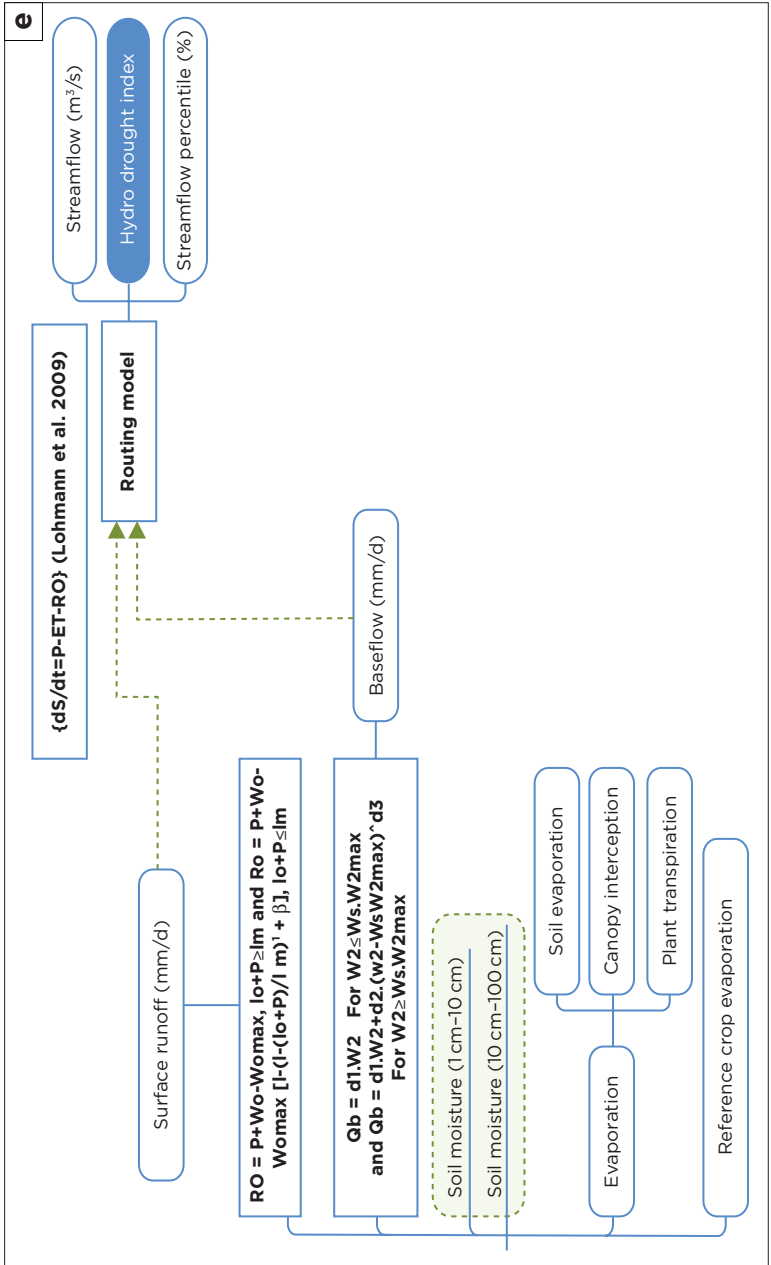 e
Streamflow (m³/s)
Hydro drought index
Streamflow percentile (%)
{dS/dt=P-ET-RO} (Lohmann et al. 2009)
Routing model
Surface runoff (mm/d)
RO = P+Wo-Womax, Io+P≥Im and Ro = P+Wo-
Womax [I-(I-(Io+P)/I m)¹ + β], Io+P≤Im
Qb = d1.W2 For W2≤Ws.W2max
and Qb = d1.W2+d2.(w2-WsW2max)^d3
For W2≥Ws.W2max
Baseflow (mm/d)
Soil moisture (1 cm–10 cm)
Soil moisture (10 cm–100 cm)
Evaporation
Soil evaporation
Canopy interception
Plant transpiration
Reference crop evaporation